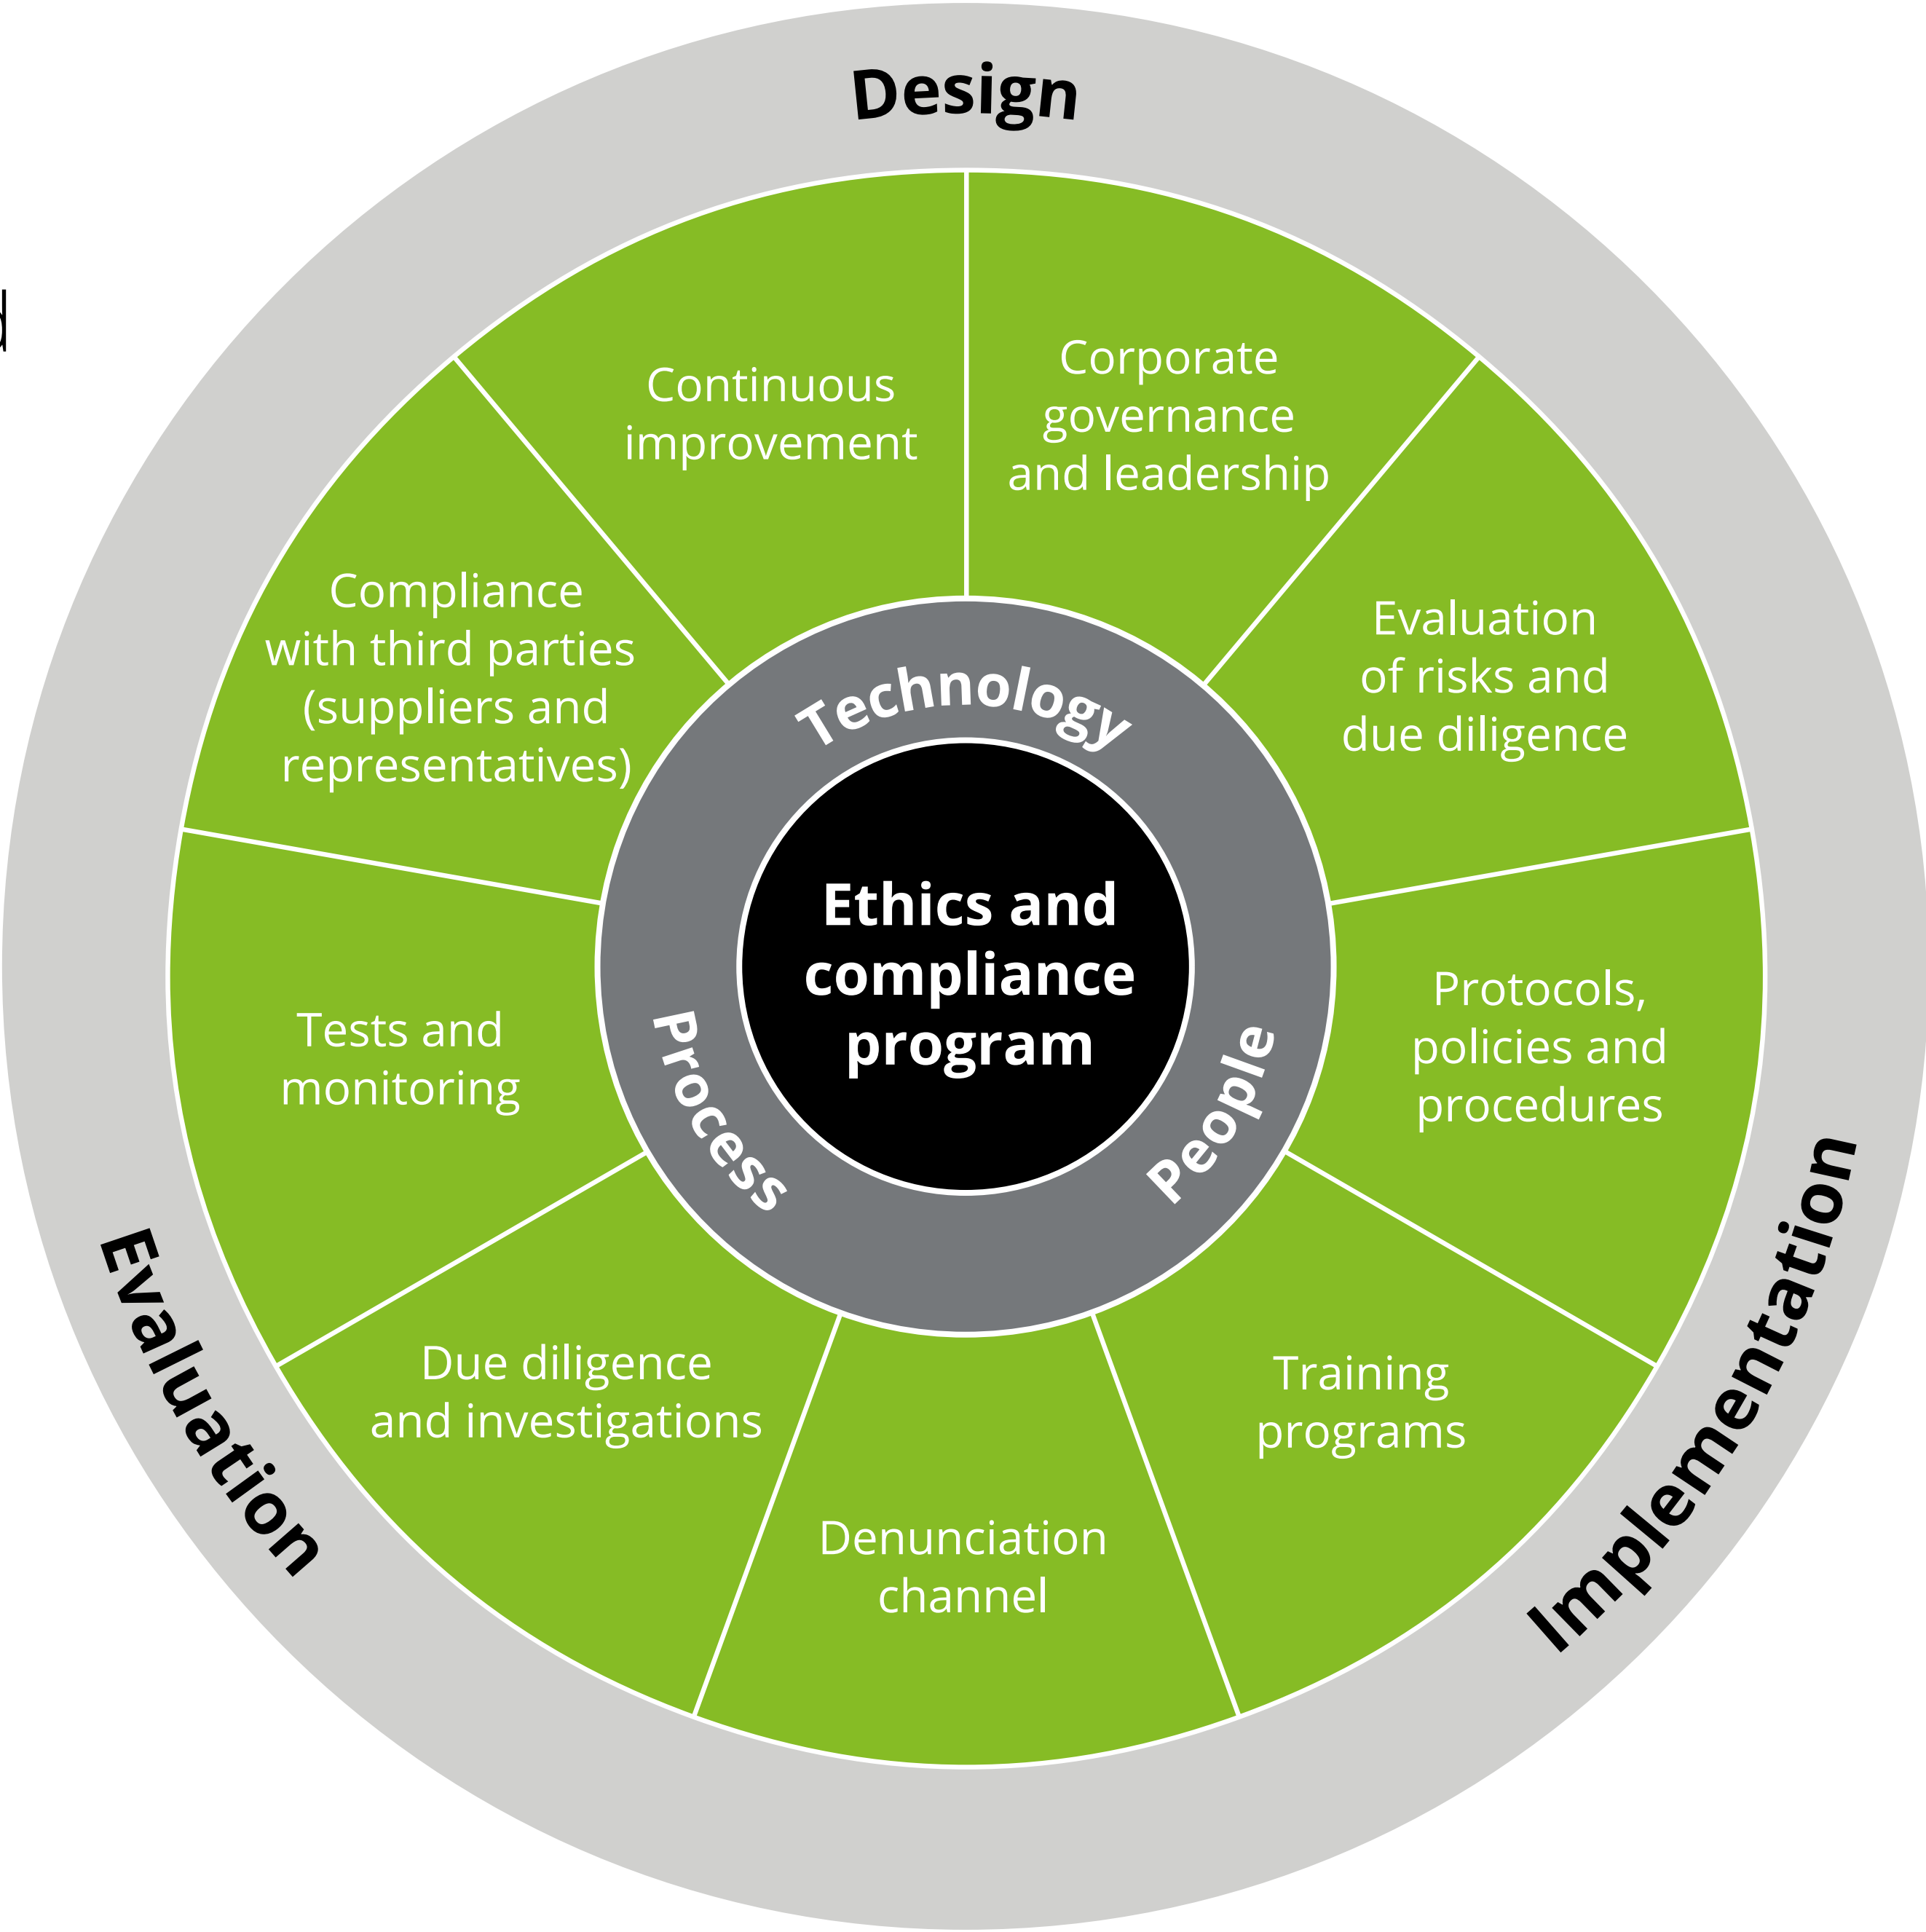 Design
Continuous
improvement
Corporate
governance
and leadership
Compliance
with third parties
(suppliers and
representatives)
Evaluation
of risks and
due diligence
Technology
Ethics and
compliance
program
Process
People
Tests and
monitoring
Protocols,
policies and
procedures
Due diligence
and investigations
Training
programs
Denunciation
channel
Evaluation
Implementation